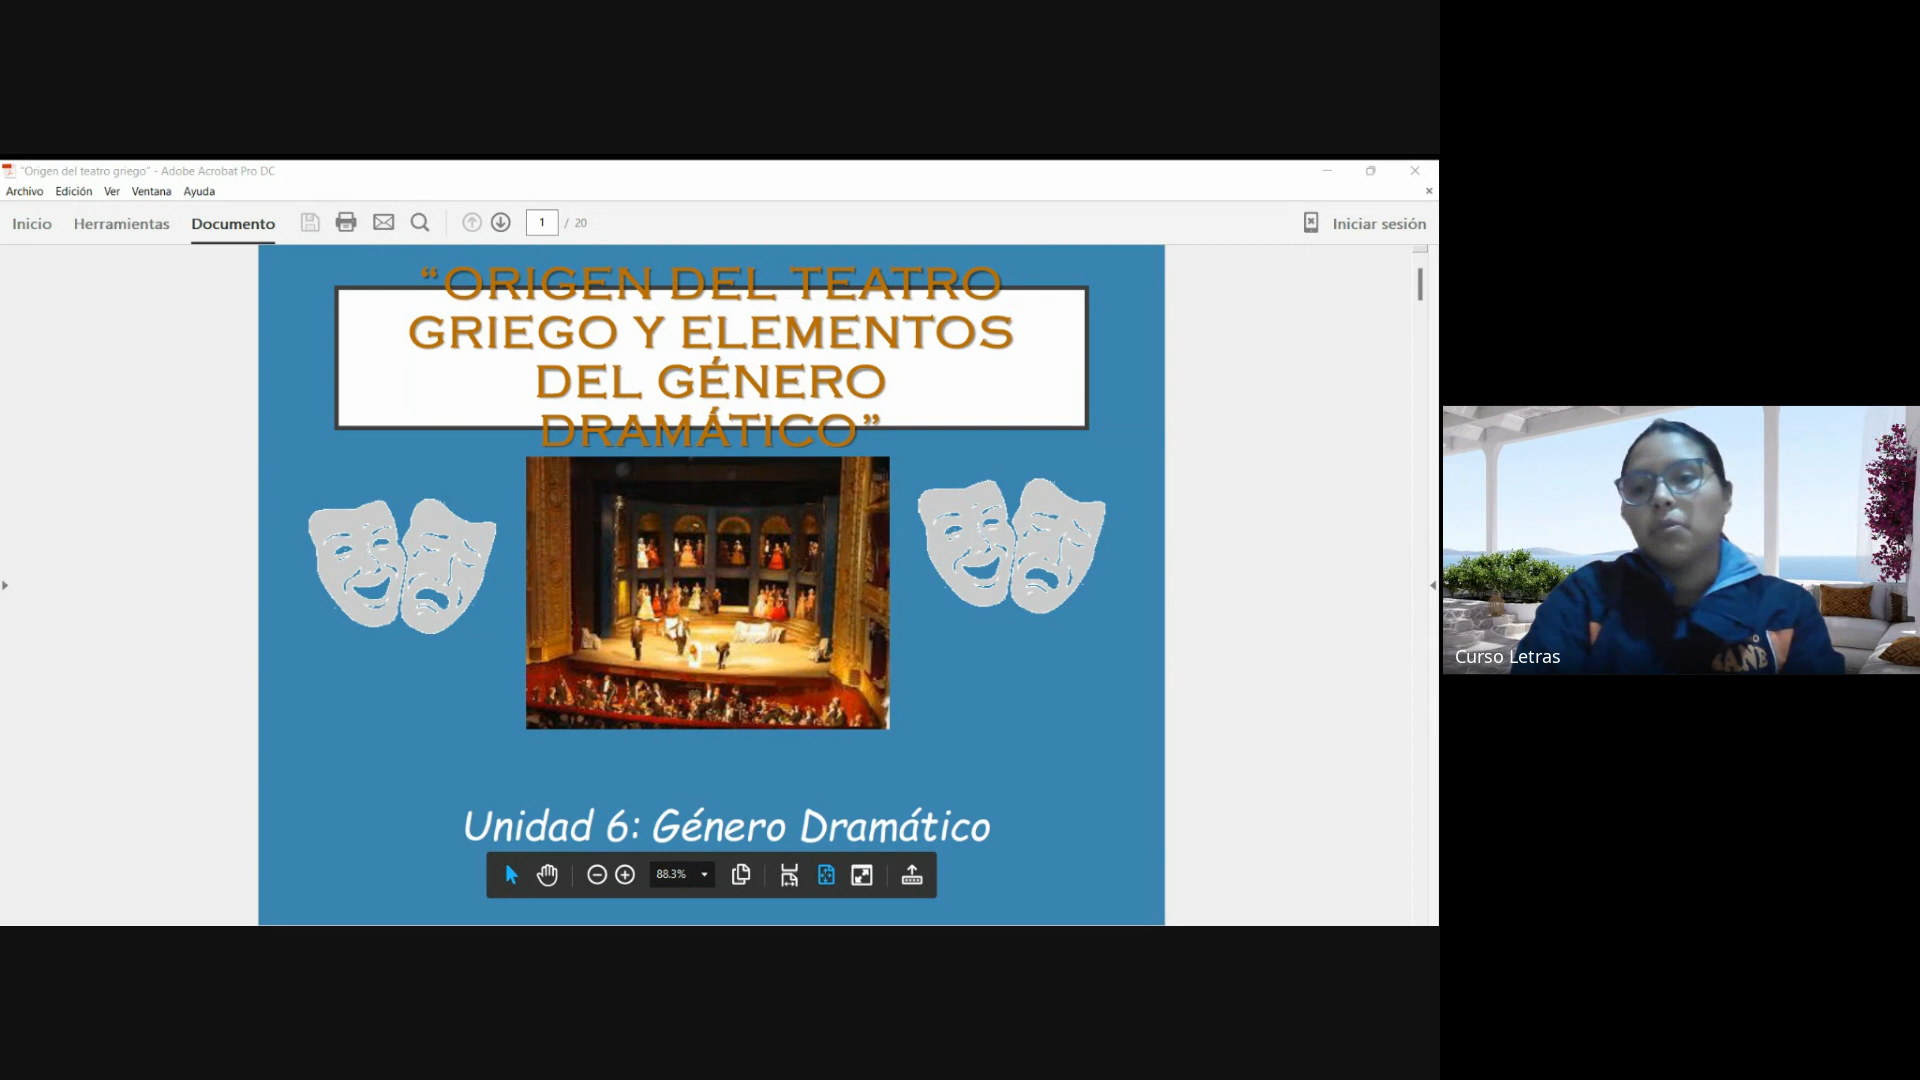 "Origen del teatro griego" - Adobe Acrobat Pro DC
Archivo Edición Ver Ventana Ayuda
Inicio Herramientas Documento 1 / 20 Iniciar sesión
“ORIGEN DEL TEATRO
GRIEGO Y ELEMENTOS
DEL GÉNERO
DRAMÁTICO”
Unidad 6: Género Dramático
88.3%
Curso Letras